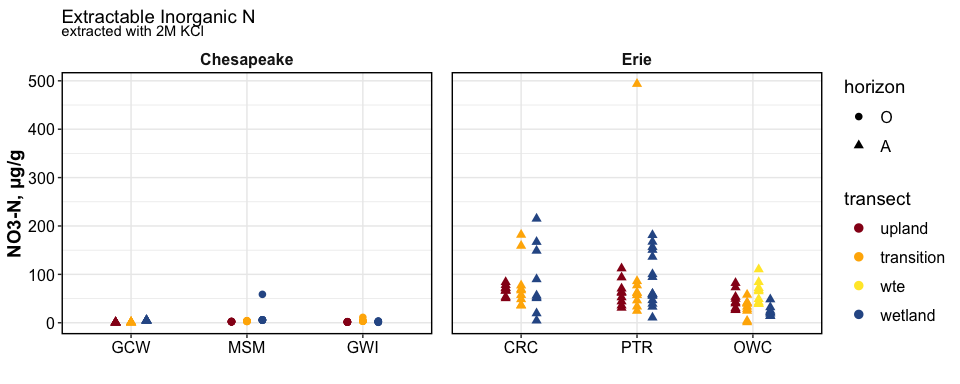 Extractable Inorganic N
extracted with 2M KCl
Chesapeake
Erie
NO3-N, μg/g
500
400
300
200
100
0
GCW MSM GWI
CRC PTR OWC
horizon
O
A
transect
upland
transition
wte
wetland